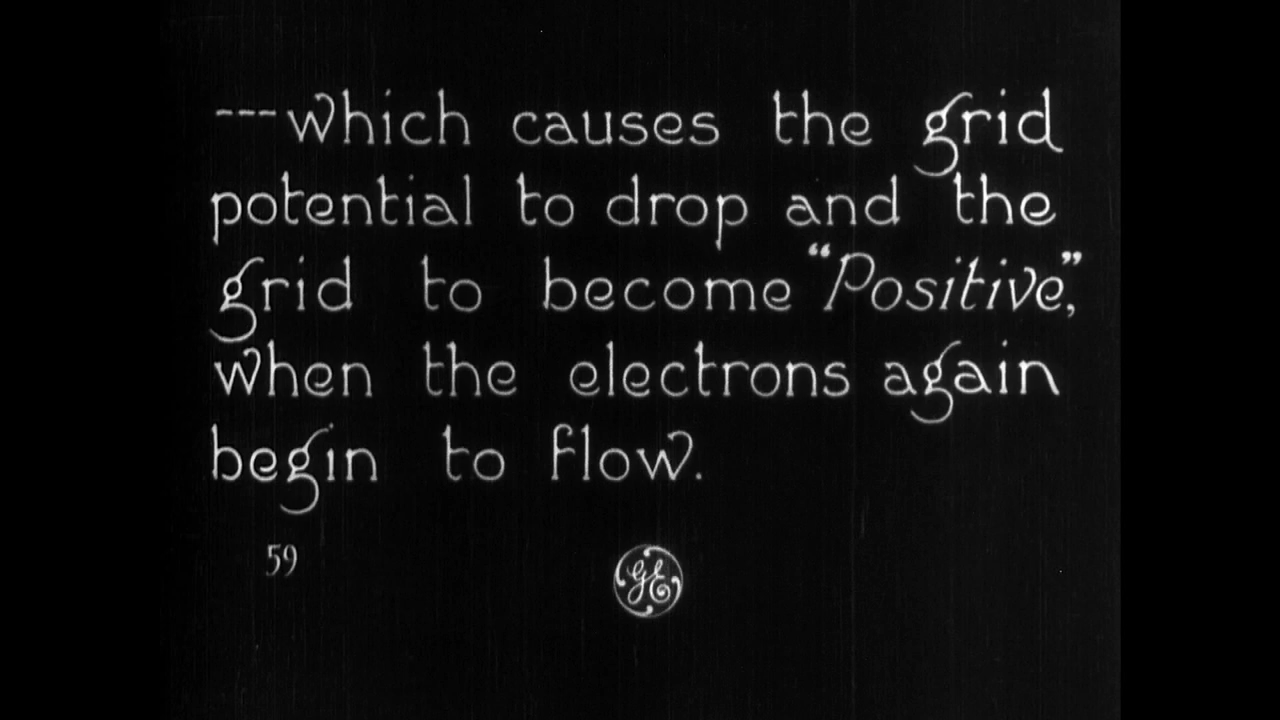 ---which causes the grid
potential to drop and the
grid to become "Positive",
when the electrons again
begin to flow.
59
GE